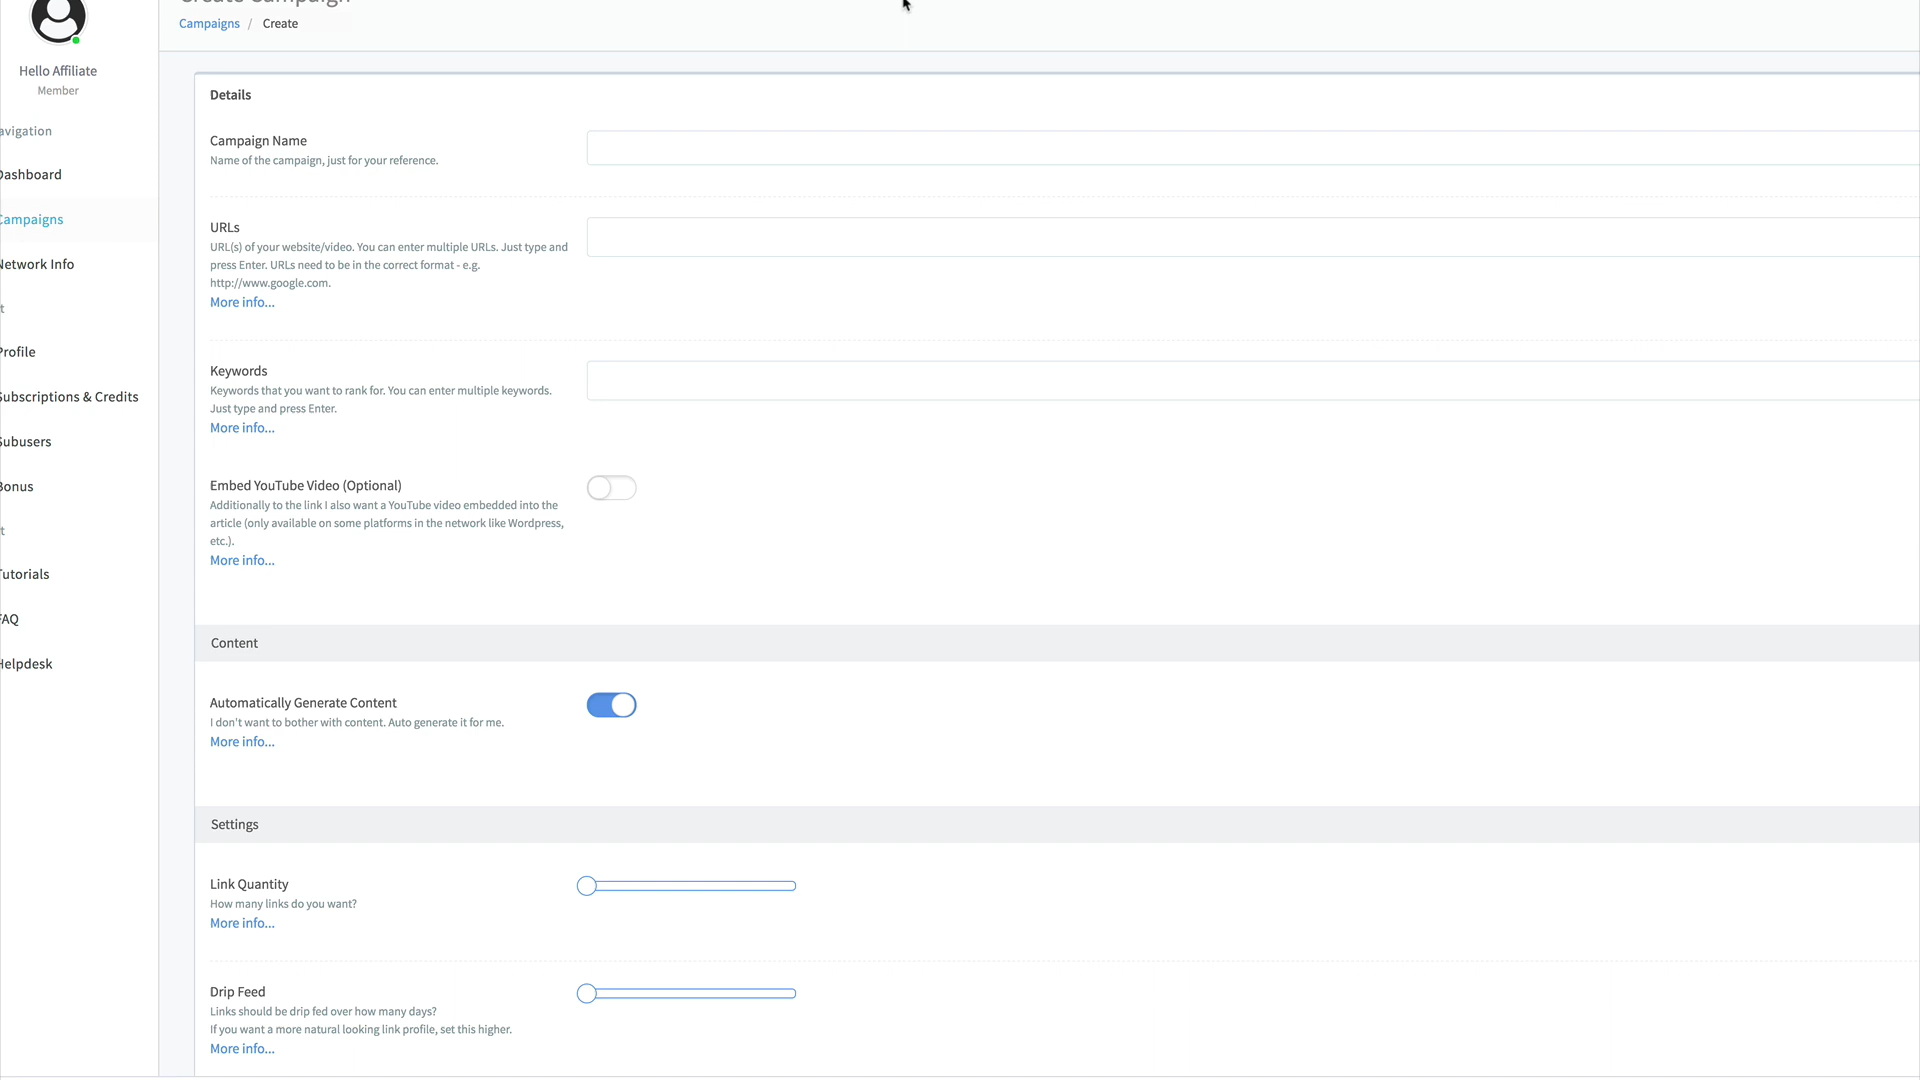 Create Campaign
Campaigns / Create
Hello Affiliate
Member
avigation
Dashboard
Campaigns
Network Info
t
Profile
Subscriptions & Credits
Subusers
Bonus
t
Tutorials
FAQ
Helpdesk
Details
Campaign Name
Name of the campaign, just for your reference.
URLs
URL(s) of your website/video. You can enter multiple URLs. Just type and
press Enter. URLs need to be in the correct format - e.g.
http://www.google.com.
More info...
Keywords
Keywords that you want to rank for. You can enter multiple keywords.
Just type and press Enter.
More info...
Embed YouTube Video (Optional)
Additionally to the link I also want a YouTube video embedded into the
article (only available on some platforms in the network like Wordpress,
etc.).
More info...
Content
Automatically Generate Content
I don't want to bother with content. Auto generate it for me.
More info...
Settings
Link Quantity
How many links do you want?
More info...
Drip Feed
Links should be drip fed over how many days?
If you want a more natural looking link profile, set this higher.
More info...